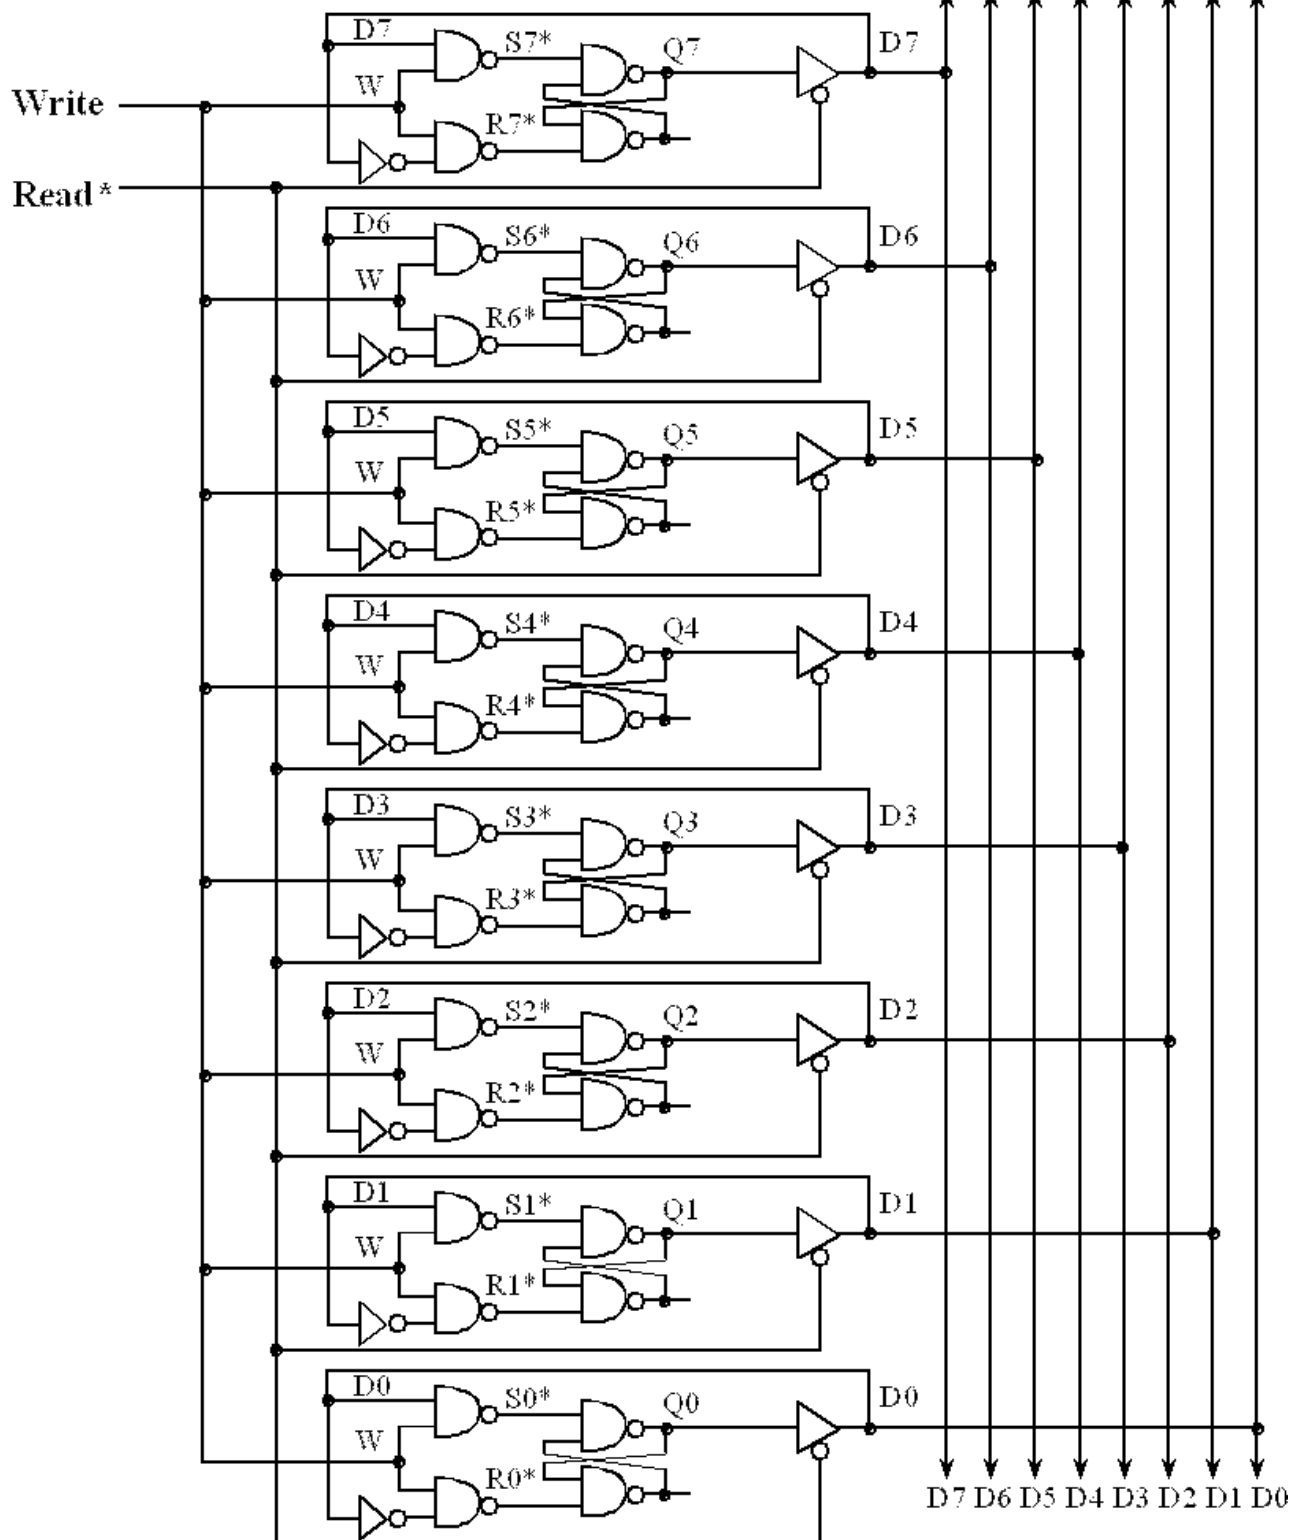 D7 S7* Q7 D7
W
Write
R7*
Read*
D6 S6* Q6 D6
W
R6*
D5 S5* Q5 D5
W
R5*
D4 S4* Q4 D4
W
R4*
D3 S3* Q3 D3
W
R3*
D2 S2* Q2 D2
W
R2*
D1 S1* Q1 D1
W
R1*
D0 S0* Q0 D0
W
R0*
D7 D6 D5 D4 D3 D2 D1 D0